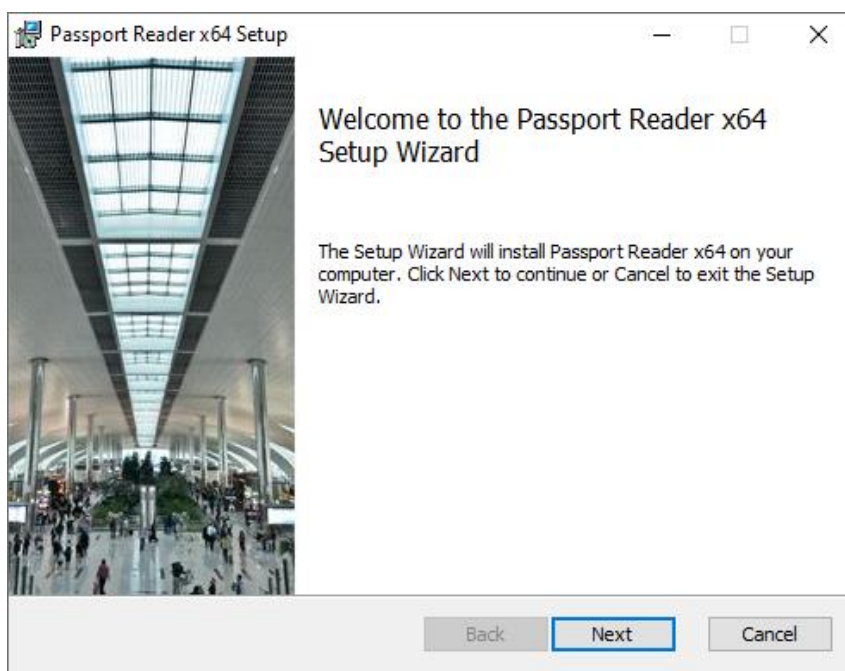 Passport Reader x64 Setup
Welcome to the Passport Reader x64
Setup Wizard
The Setup Wizard will install Passport Reader x64 on your
computer. Click Next to continue or Cancel to exit the Setup
Wizard.
Back
Next
Cancel